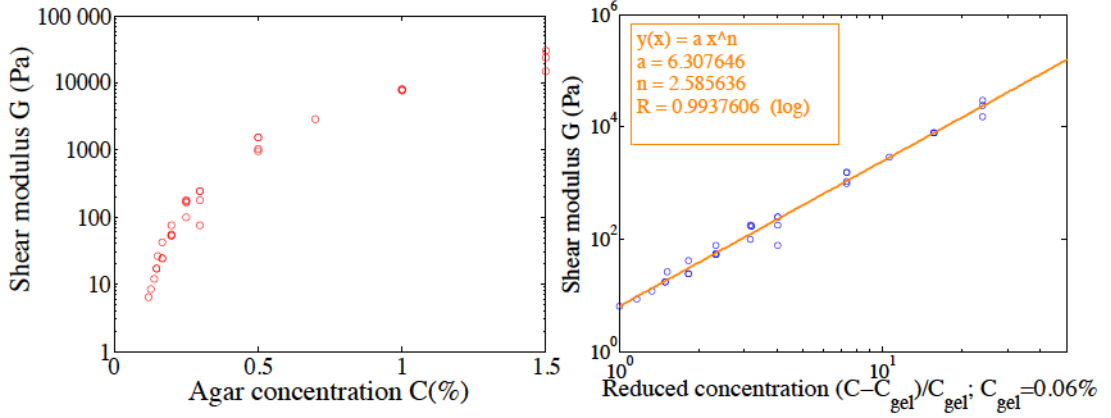 100 000
10000
1000
100
10
1
0
0.5
1
1.5
Shear modulus G (Pa)
Agar concentration C(%)
10^6
10^4
10^2
10^0
10^0
10^1
Shear modulus G (Pa)
y(x) = a x^n
a = 6.307646
n = 2.585636
R = 0.9937606 (log)
Reduced concentration (C−C_gel)/C_gel; C_gel=0.06%